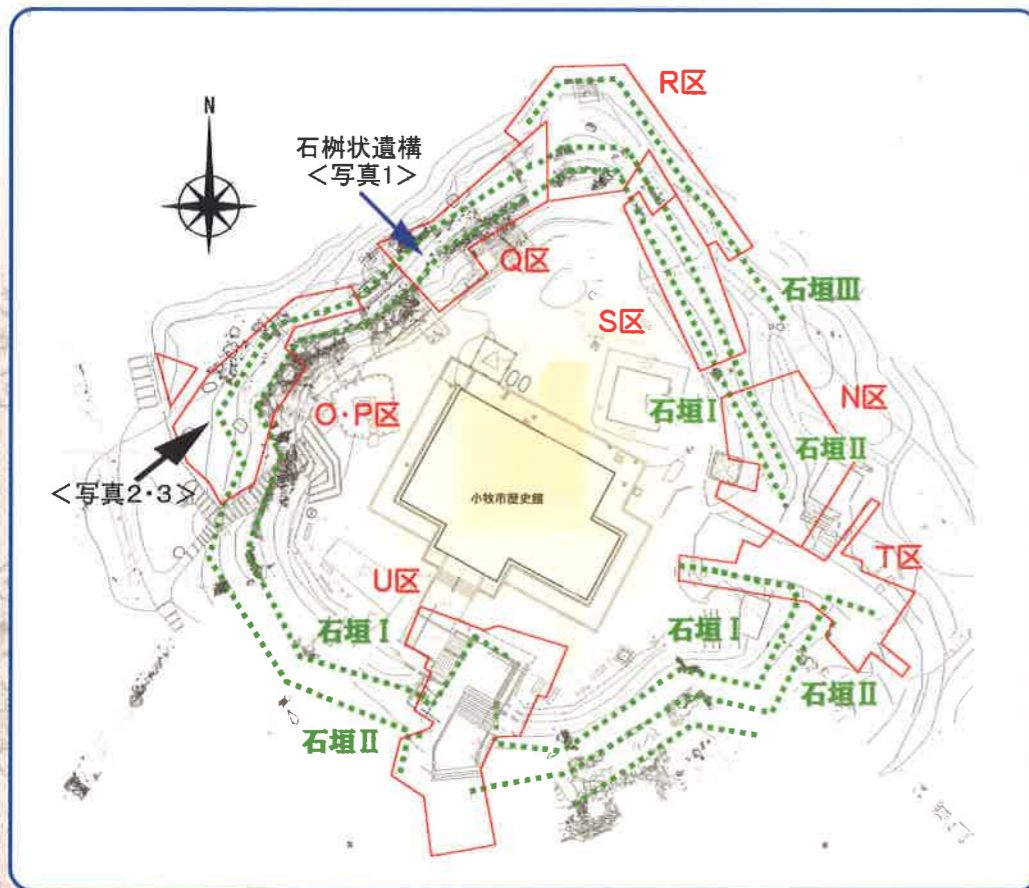 N
R区
石桝状遺構
<写真1>
Q区
石垣Ⅲ
S区
N区
石垣Ⅰ
O・P区
石垣Ⅱ
<写真2・3>
小牧市歴史館
T区
U区
石垣Ⅰ
石垣Ⅰ
石垣Ⅱ
石垣Ⅱ